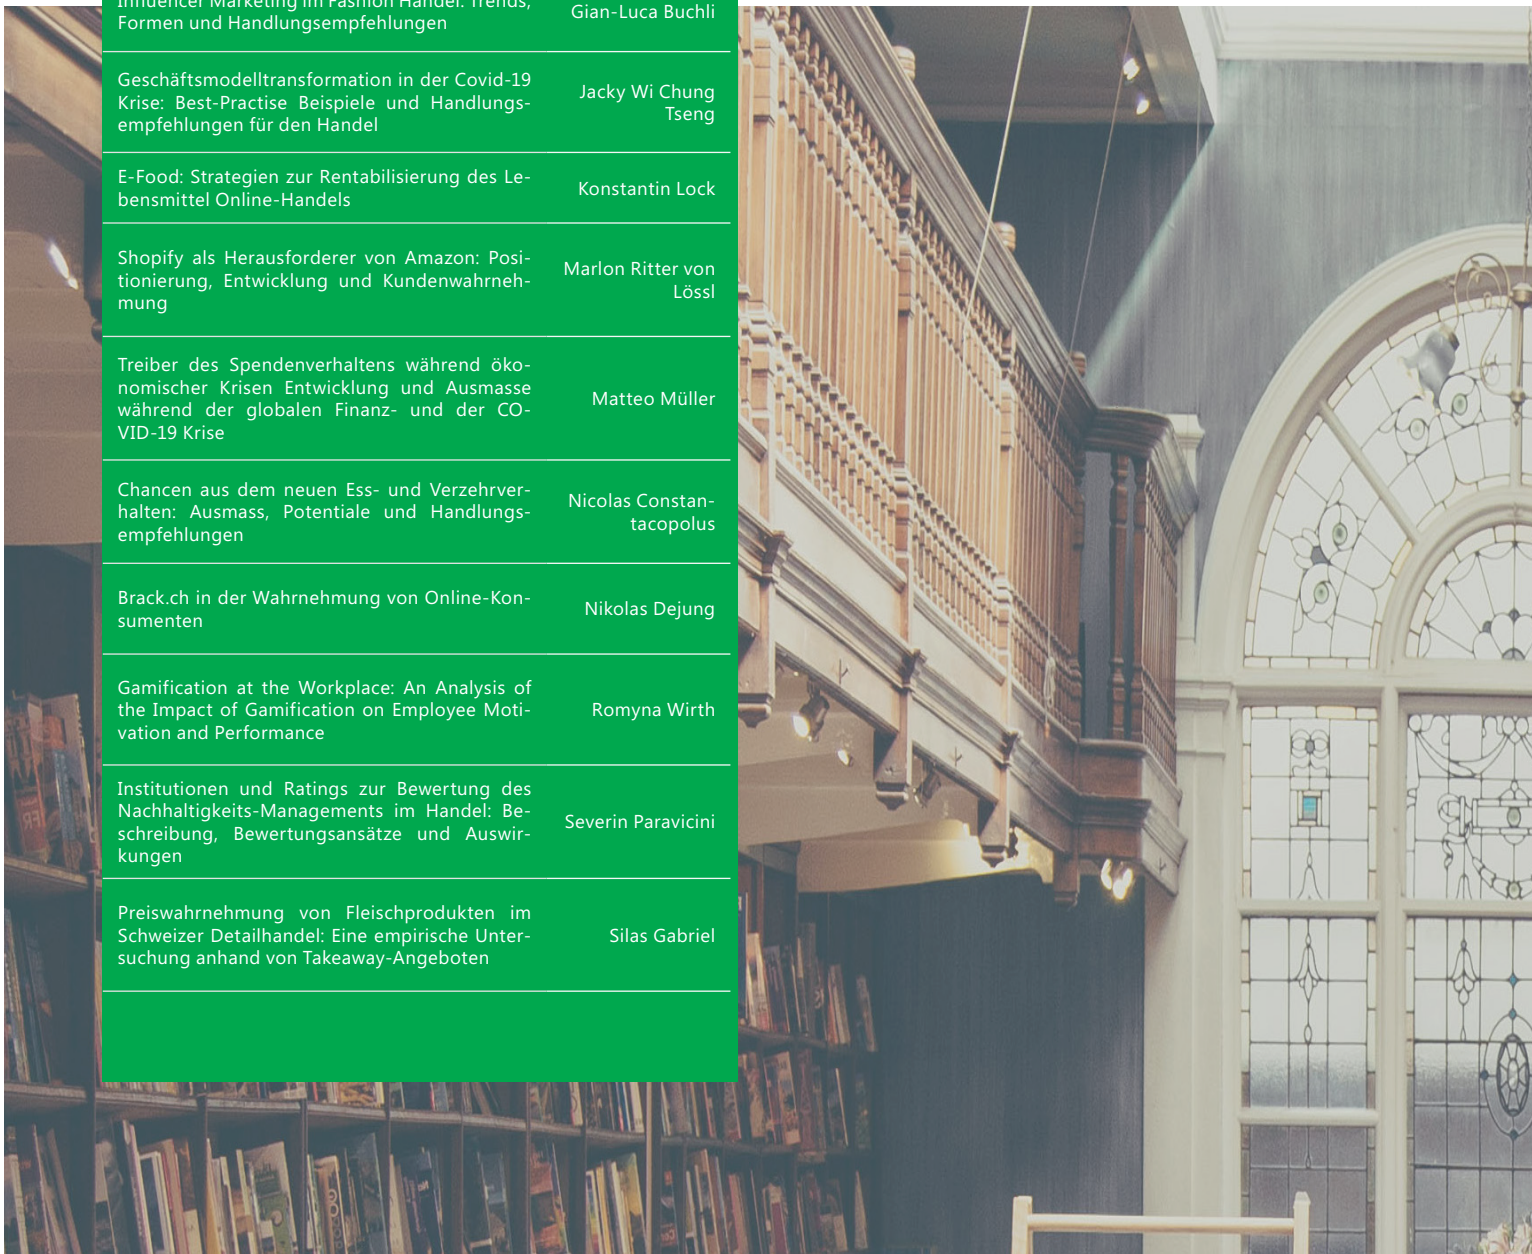 Influencer Marketing im Fashion Handel: Trends,
Formen und Handlungsempfehlungen
Gian-Luca Buchli
Geschäftsmodelltransformation in der Covid-19
Krise: Best-Practise Beispiele und Handlungs-
empfehlungen für den Handel
Jacky Wi Chung
Tseng
E-Food: Strategien zur Rentabilisierung des Le-
bensmittel Online-Handels
Konstantin Lock
Shopify als Herausforderer von Amazon: Posi-
tionierung, Entwicklung und Kundenwahrneh-
mung
Marlon Ritter von
Lössl
Treiber des Spendenverhaltens während öko-
nomischer Krisen Entwicklung und Ausmasse
während der globalen Finanz- und der CO-
VID-19 Krise
Matteo Müller
Chancen aus dem neuen Ess- und Verzehrver-
halten: Ausmass, Potentiale und Handlungs-
empfehlungen
Nicolas Constan-
tacopolus
Brack.ch in der Wahrnehmung von Online-Kon-
sumenten
Nikolas Dejung
Gamification at the Workplace: An Analysis of
the Impact of Gamification on Employee Moti-
vation and Performance
Romyna Wirth
Institutionen und Ratings zur Bewertung des
Nachhaltigkeits-Managements im Handel: Be-
schreibung, Bewertungsansätze und Auswir-
kungen
Severin Paravicini
Preiswahrnehmung von Fleischprodukten im
Schweizer Detailhandel: Eine empirische Unter-
suchung anhand von Takeaway-Angeboten
Silas Gabriel